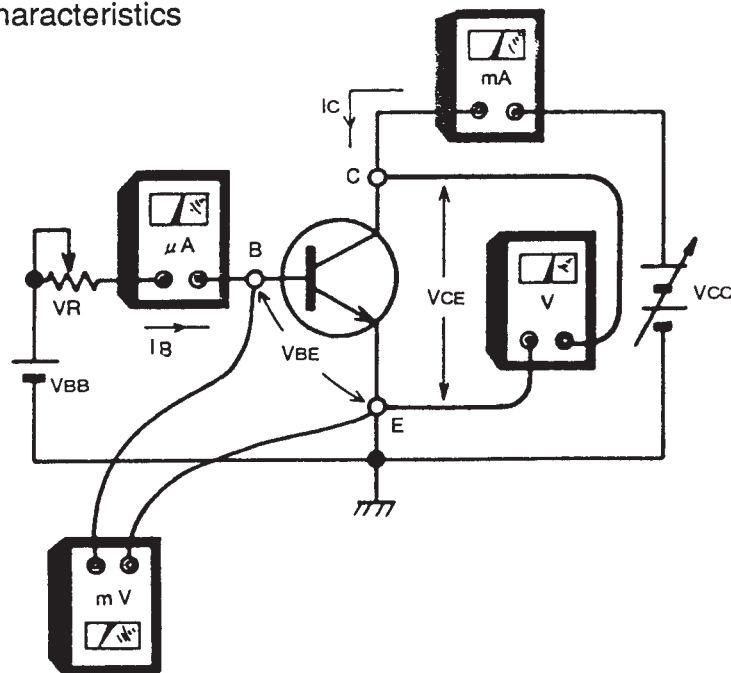 haracteristics
mA
IC
C
μA
B
VCE
V
VCC
VR
IB
VBE
VBB
E
mV